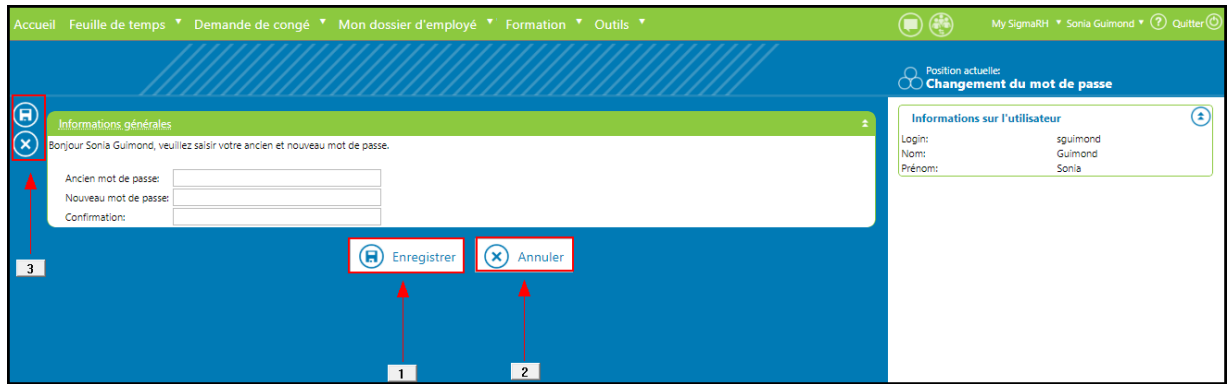 Accueil Feuille de temps Demande de congé Mon dossier d'employé Formation Outils My SigmaRH Sonia Guimond ? Quitter
Position actuelle:
Changement du mot de passe
Informations générales
Bonjour Sonia Guimond, veuillez saisir votre ancien et nouveau mot de passe.
Ancien mot de passe:
Nouveau mot de passe:
Confirmation:
Enregistrer Annuler
3
1 2
Informations sur l'utilisateur
Login: sguimond
Nom: Guimond
Prénom: Sonia